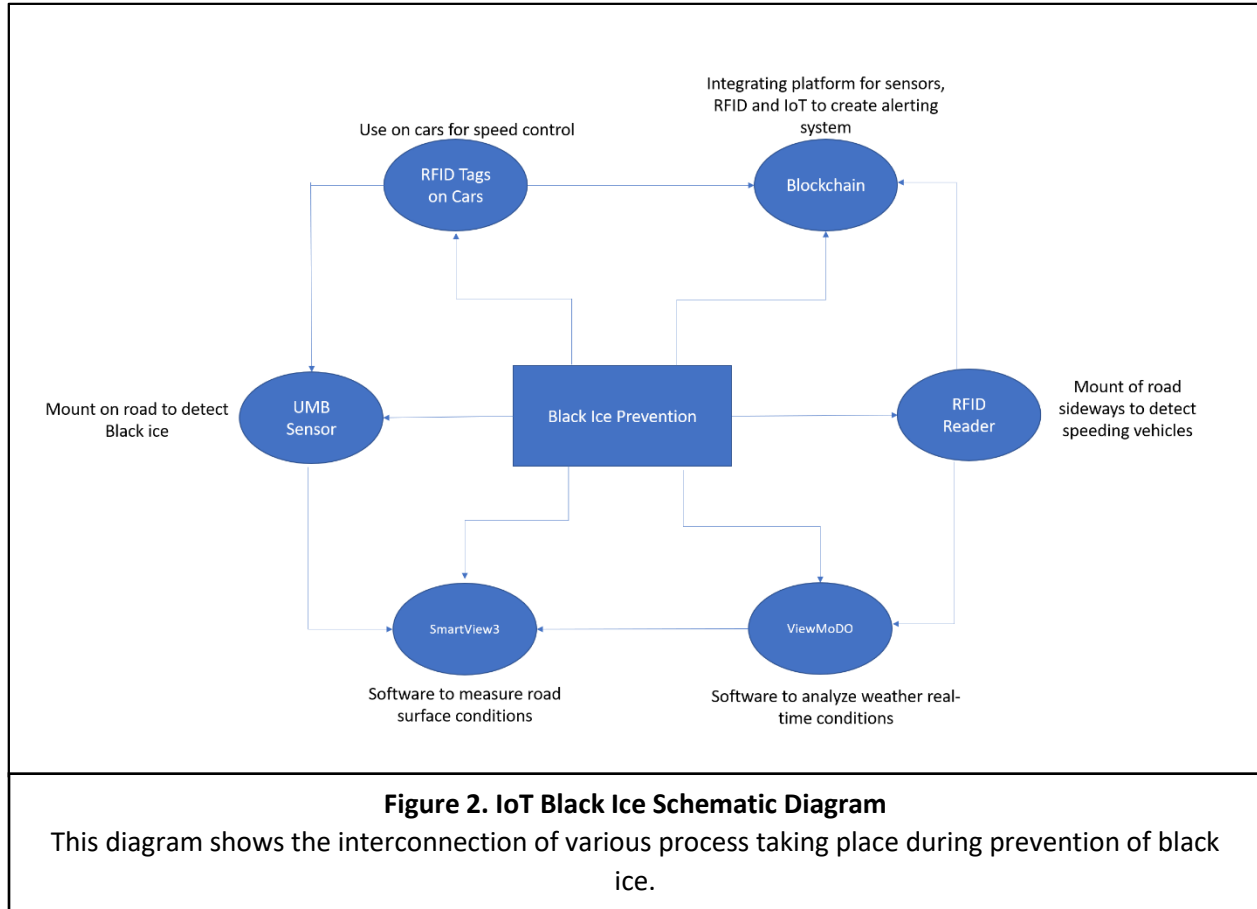 Integrating platform for sensors,
RFID and IoT to create alerting
system
Use on cars for speed control
RFID Tags
on Cars
Blockchain
Mount on road to detect
Black ice
UMB
Sensor
Black Ice Prevention
RFID
Reader
Mount of road
sideways to detect
speeding vehicles
SmartView3
ViewMoDO
Software to measure road
surface conditions
Software to analyze weather real-
time conditions
Figure 2. IoT Black Ice Schematic Diagram
This diagram shows the interconnection of various process taking place during prevention of black
ice.